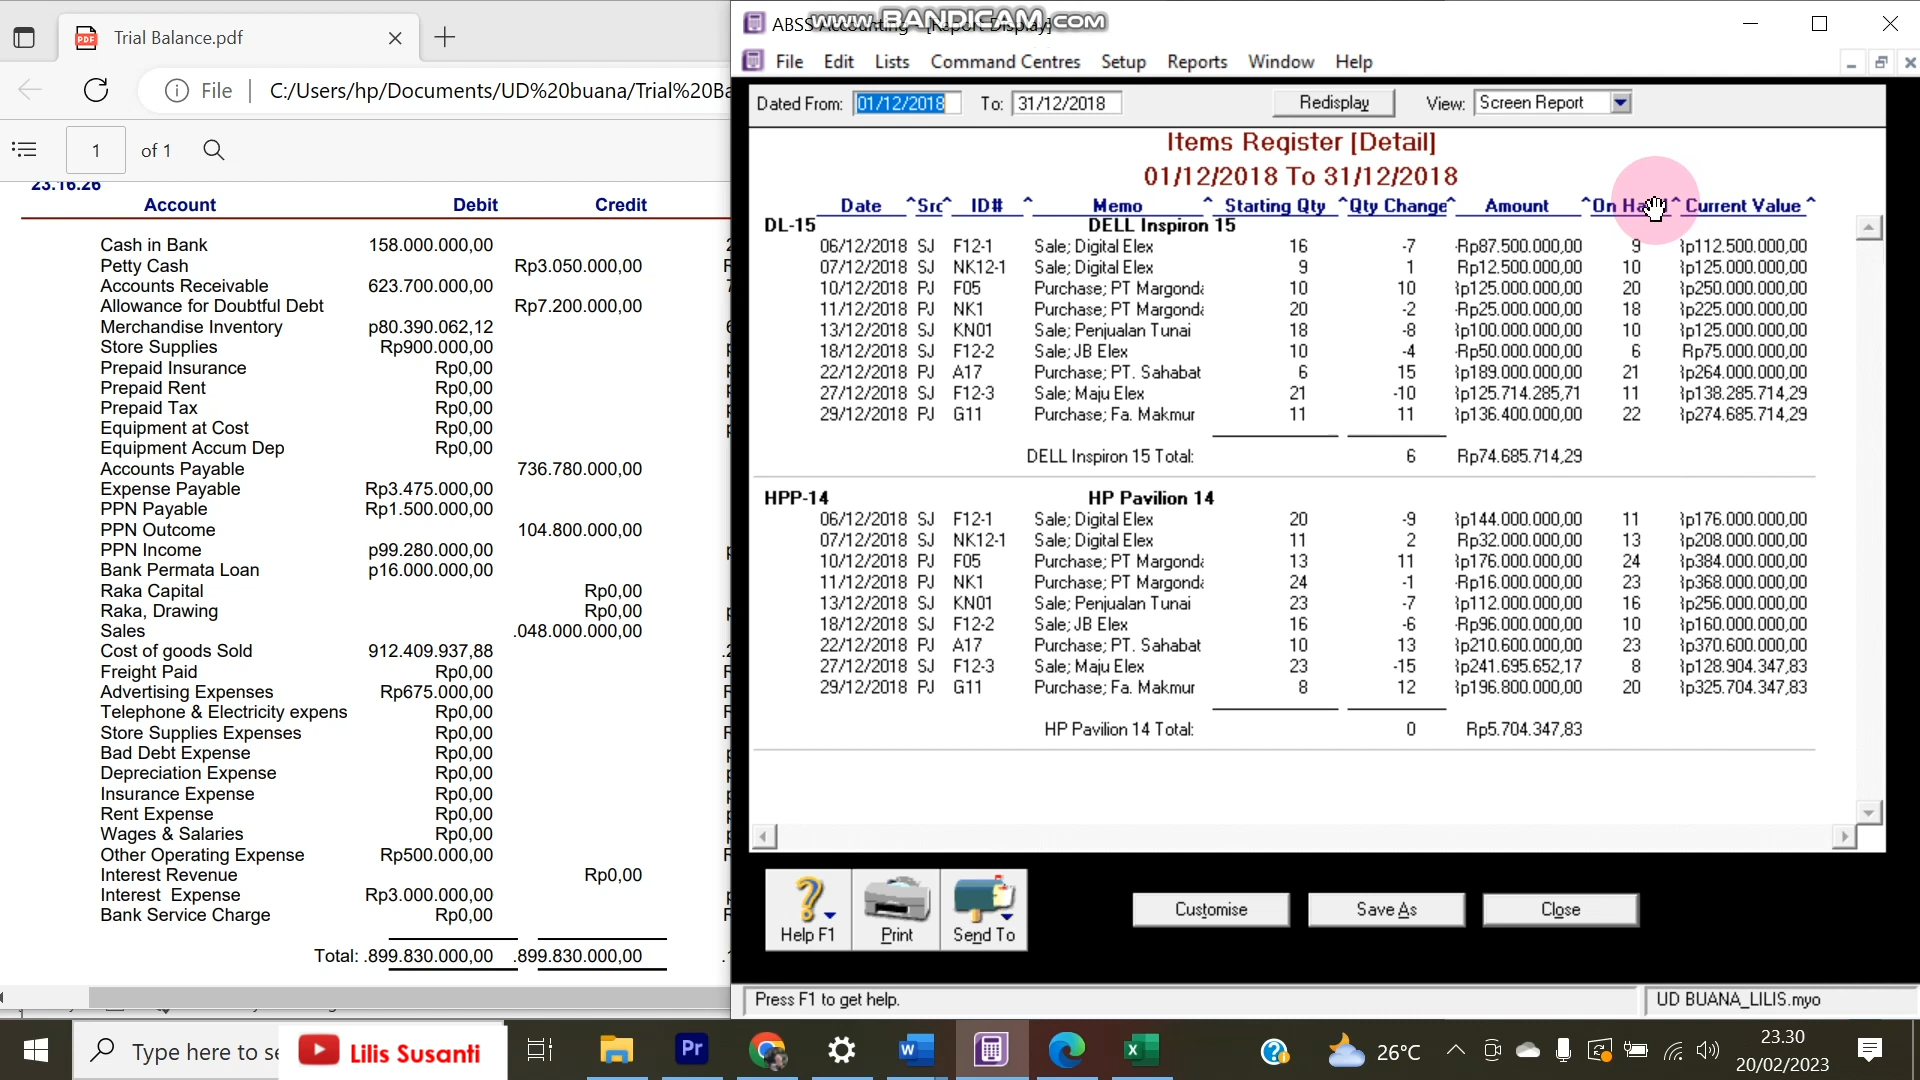 Trial Balance.pdf
File C:/Users/hp/Documents/UD%20buana/Trial%20Ba
1 of 1
23.16.26
Account Debit Credit
Cash in Bank 158.000.000,00
Petty Cash Rp3.050.000,00
Accounts Receivable 623.700.000,00
Allowance for Doubtful Debt Rp7.200.000,00
Merchandise Inventory p80.390.062,12
Store Supplies Rp900.000,00
Prepaid Insurance Rp0,00
Prepaid Rent Rp0,00
Prepaid Tax Rp0,00
Equipment at Cost Rp0,00
Equipment Accum Dep Rp0,00
Accounts Payable 736.780.000,00
Expense Payable Rp3.475.000,00
PPN Payable Rp1.500.000,00
PPN Outcome 104.800.000,00
PPN Income p99.280.000,00
Bank Permata Loan p16.000.000,00
Raka Capital Rp0,00
Raka, Drawing Rp0,00
Sales .048.000.000,00
Cost of goods Sold 912.409.937,88
Freight Paid Rp0,00
Advertising Expenses Rp675.000,00
Telephone & Electricity expens Rp0,00
Store Supplies Expenses Rp0,00
Bad Debt Expense Rp0,00
Depreciation Expense Rp0,00
Insurance Expense Rp0,00
Rent Expense Rp0,00
Wages & Salaries Rp0,00
Other Operating Expense Rp500.000,00
Interest Revenue Rp0,00
Interest Expense Rp3.000.000,00
Bank Service Charge Rp0,00
Total: .899.830.000,00 .899.830.000,00
www.BANDICAM.COM
ABSS Accounting - [Report Display]
File Edit Lists Command Centres Setup Reports Window Help
Dated From: 01/12/2018 To: 31/12/2018 Redisplay View: Screen Report
Items Register [Detail]
01/12/2018 To 31/12/2018
Date Src ID# Memo Starting Qty Qty Change Amount On Hand Current Value
DL-15 DELL Inspiron 15
06/12/2018 SJ F12-1 Sale; Digital Elex 16 -7 -Rp87.500.000,00 9 Rp112.500.000,00
07/12/2018 SJ NK12-1 Sale; Digital Elex 9 1 Rp12.500.000,00 10 Rp125.000.000,00
10/12/2018 PJ F05 Purchase; PT Margonda 10 10 Rp125.000.000,00 20 Rp250.000.000,00
11/12/2018 PJ NK1 Purchase; PT Margonda 20 -2 -Rp25.000.000,00 18 Rp225.000.000,00
13/12/2018 SJ KN01 Sale; Penjualan Tunai 18 -8 Rp100.000.000,00 10 Rp125.000.000,00
18/12/2018 SJ F12-2 Sale; JB Elex 10 -4 -Rp50.000.000,00 6 Rp75.000.000,00
22/12/2018 PJ A17 Purchase; PT. Sahabat 6 15 Rp189.000.000,00 21 Rp264.000.000,00
27/12/2018 SJ F12-3 Sale; Maju Elex 21 -10 Rp125.714.285,71 11 Rp138.285.714,29
29/12/2018 PJ G11 Purchase; Fa. Makmur 11 11 Rp136.400.000,00 22 Rp274.685.714,29
DELL Inspiron 15 Total: 6 Rp74.685.714,29
HPP-14 HP Pavilion 14
06/12/2018 SJ F12-1 Sale; Digital Elex 20 -9 Rp144.000.000,00 11 Rp176.000.000,00
07/12/2018 SJ NK12-1 Sale; Digital Elex 11 2 Rp32.000.000,00 13 Rp208.000.000,00
10/12/2018 PJ F05 Purchase; PT Margonda 13 11 Rp176.000.000,00 24 Rp384.000.000,00
11/12/2018 PJ NK1 Purchase; PT Margonda 24 -1 -Rp16.000.000,00 23 Rp368.000.000,00
13/12/2018 SJ KN01 Sale; Penjualan Tunai 23 -7 Rp112.000.000,00 16 Rp256.000.000,00
18/12/2018 SJ F12-2 Sale; JB Elex 16 -6 -Rp96.000.000,00 10 Rp160.000.000,00
22/12/2018 PJ A17 Purchase; PT. Sahabat 10 13 Rp210.600.000,00 23 Rp370.600.000,00
27/12/2018 SJ F12-3 Sale; Maju Elex 23 -15 Rp241.695.652,17 8 Rp128.904.347,83
29/12/2018 PJ G11 Purchase; Fa. Makmur 8 12 Rp196.800.000,00 20 Rp325.704.347,83
HP Pavilion 14 Total: 0 Rp5.704.347,83
Help F1 Print Send To Customise Save As Close
Press F1 to get help. UD BUANA_LILIS.myo
Type here to se Lilis Susanti Pr 26°C 23.30
20/02/2023